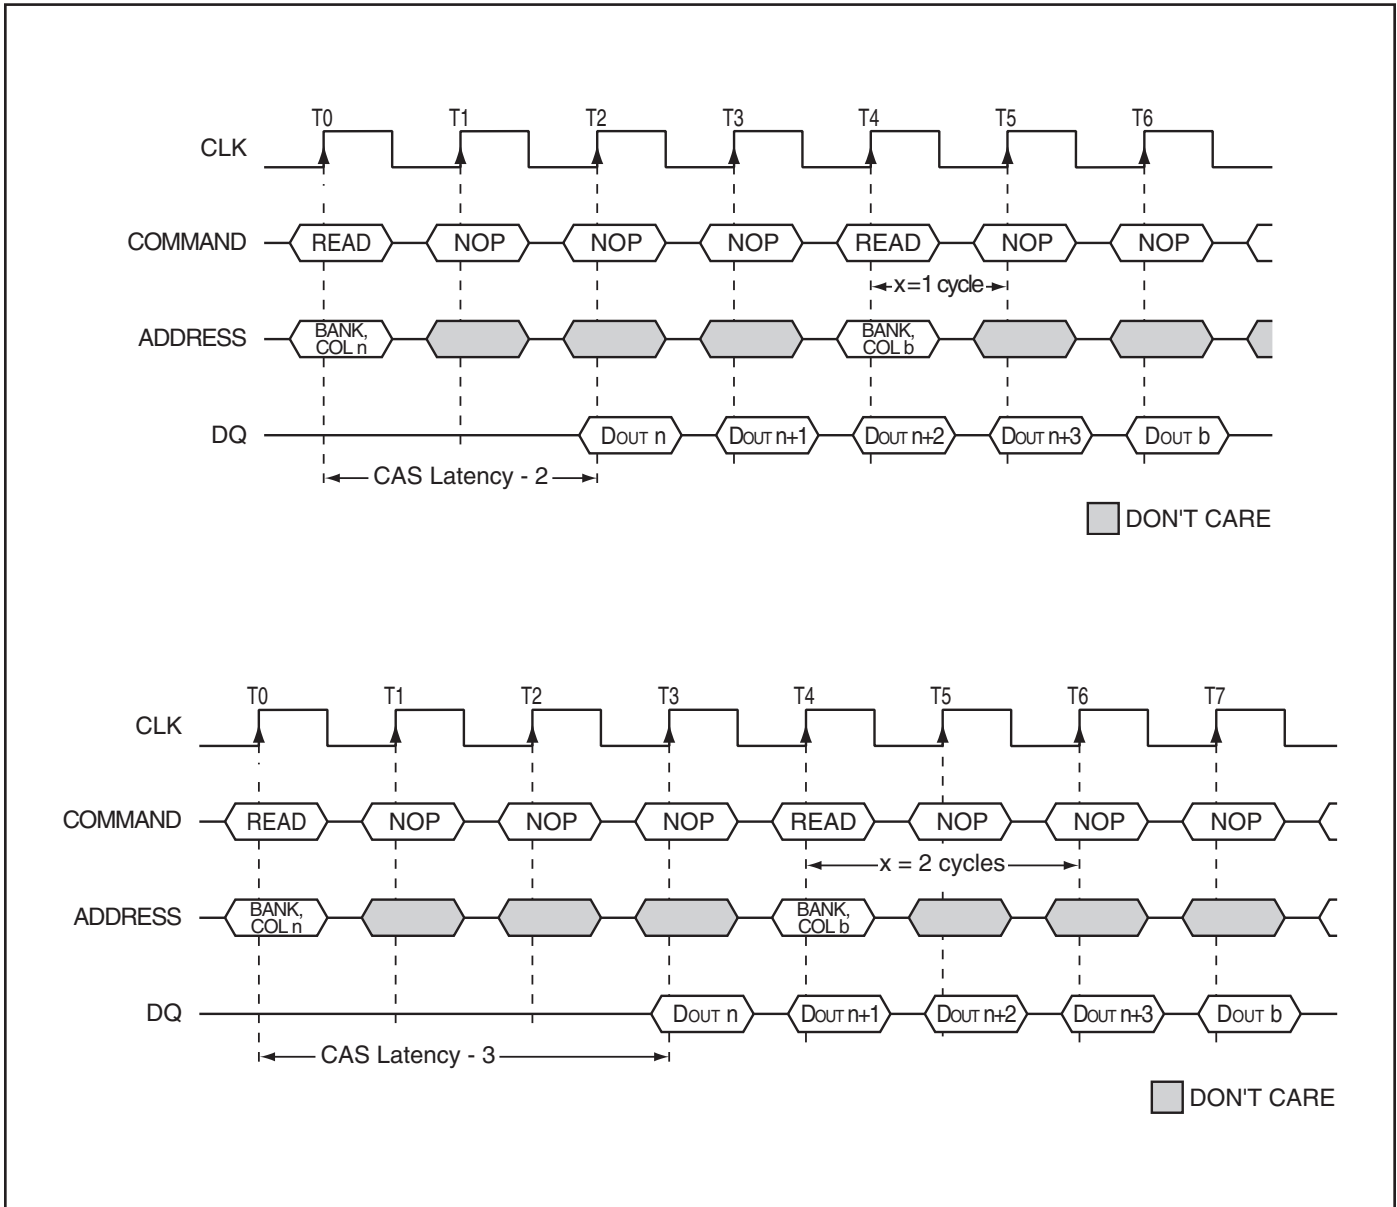 T0 T1 T2 T3 T4 T5 T6
CLK
COMMAND READ NOP NOP NOP READ NOP NOP
x=1 cycle
ADDRESS BANK, COL n BANK, COL b
DQ DOUT n DOUT n+1 DOUT n+2 DOUT n+3 DOUT b
CAS Latency - 2
DON'T CARE
T0 T1 T2 T3 T4 T5 T6 T7
CLK
COMMAND READ NOP NOP NOP READ NOP NOP NOP
x = 2 cycles
ADDRESS BANK, COL n BANK, COL b
DQ DOUT n DOUT n+1 DOUT n+2 DOUT n+3 DOUT b
CAS Latency - 3
DON'T CARE